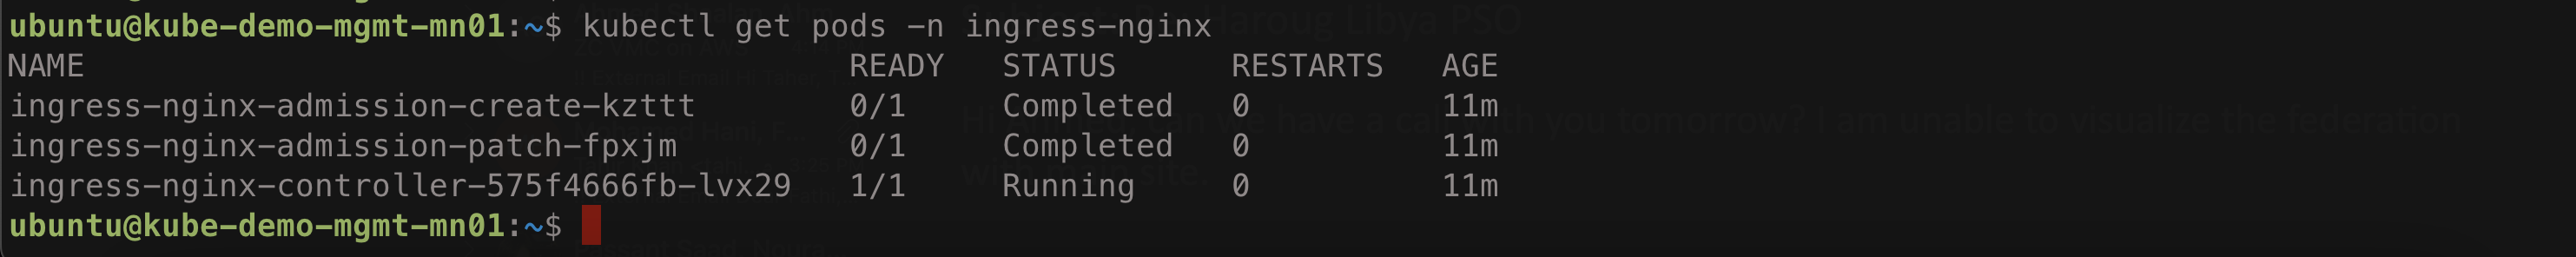 ubuntu@kube-demo-mgmt-mn01:~$ kubectl get pods -n ingress-nginx
NAME READY STATUS RESTARTS AGE
ingress-nginx-admission-create-kzttt 0/1 Completed 0 11m
ingress-nginx-admission-patch-fpxjm 0/1 Completed 0 11m
ingress-nginx-controller-575f4666fb-lvx29 1/1 Running 0 11m
ubuntu@kube-demo-mgmt-mn01:~$